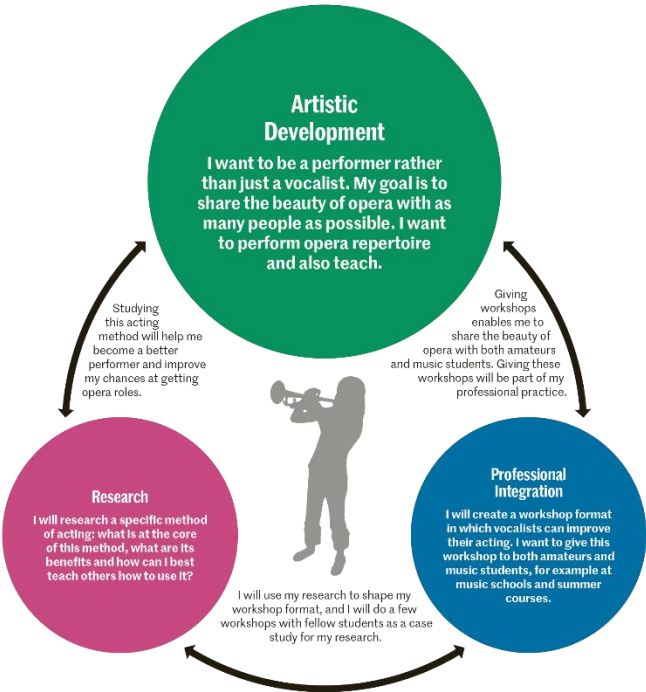 Artistic
Development
I want to be a performer rather
than just a vocalist. My goal is to
share the beauty of opera with as
many people as possible. I want
to perform opera repertoire
and also teach.
Studying
this acting
method will help me
become a better
performer and improve
my chances at getting
opera roles.
Giving
workshops
enables me to
share the beauty of
opera with both amateurs
and music students. Giving these
workshops will be part of my
professional practice.
Research
I will research a specific method
of acting: what is at the core
of this method, what are its
benefits and how can I best
teach others how to use it?
Professional
Integration
I will create a workshop format
in which vocalists can improve
their acting. I want to give this
workshop to both amateurs and
music students, for example at
music schools and summer
courses.
I will use my research to shape my
workshop format, and I will do a few
workshops with fellow students as a case
study for my research.